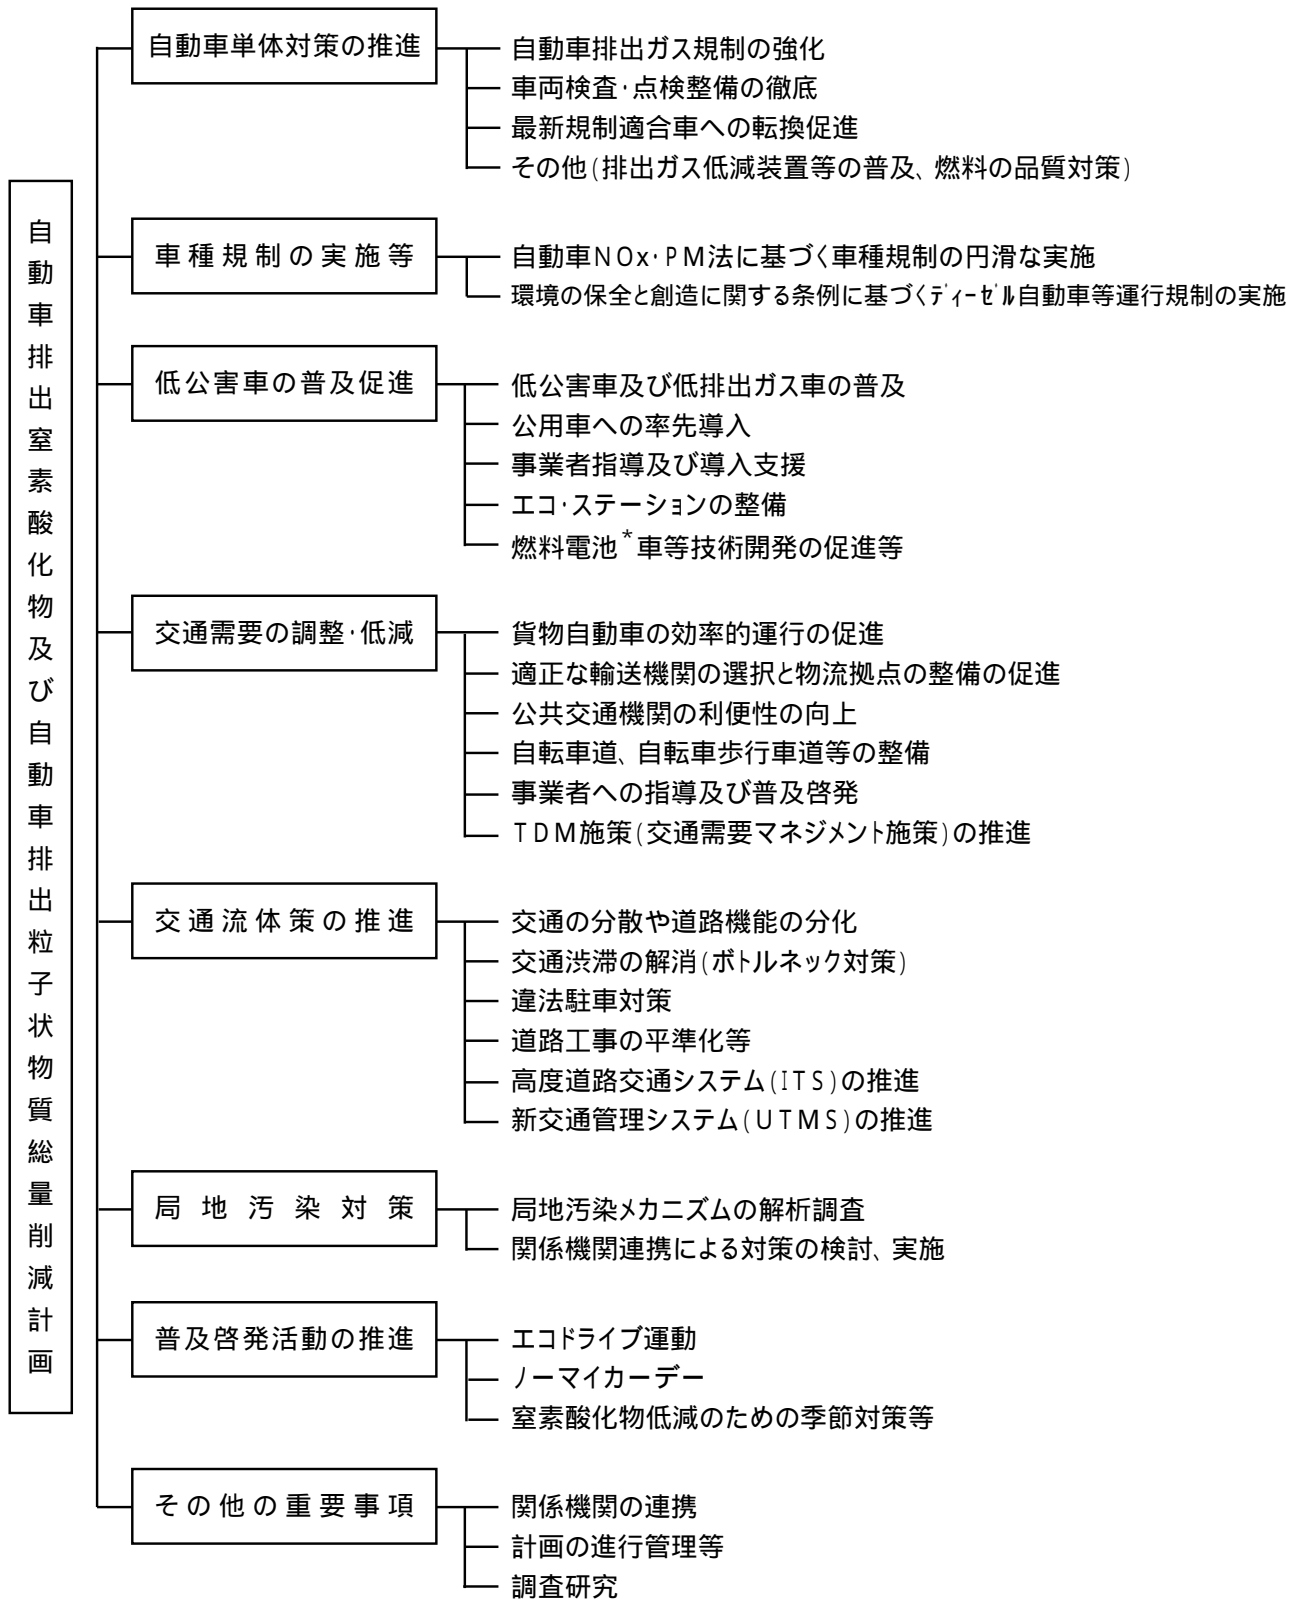 自動車排出窒素酸化物及び自動車排出粒子状物質総量削減計画
自動車単体対策の推進
自動車排出ガス規制の強化
車両検査・点検整備の徹底
最新規制適合車への転換促進
その他(排出ガス低減装置等の普及、燃料の品質対策)
車種規制の実施等
自動車NOx・PM法に基づく車種規制の円滑な実施
環境の保全と創造に関する条例に基づくディーゼル自動車等運行規制の実施
低公害車の普及促進
低公害車及び低排出ガス車の普及
公用車への率先導入
事業者指導及び導入支援
エコ・ステーションの整備
燃料電池*車等技術開発の促進等
交通需要の調整・低減
貨物自動車の効率的運行の促進
適正な輸送機関の選択と物流拠点の整備の促進
公共交通機関の利便性の向上
自転車道、自転車歩行車道等の整備
事業者への指導及び普及啓発
TDM施策(交通需要マネジメント施策)の推進
交通流体策の推進
交通の分散や道路機能の分化
交通渋滞の解消(ボトルネック対策)
違法駐車対策
道路工事の平準化等
高度道路交通システム(ITS)の推進
新交通管理システム(UTMS)の推進
局地汚染対策
局地汚染メカニズムの解析調査
関係機関連携による対策の検討、実施
普及啓発活動の推進
エコドライブ運動
ノーマイカーデー
窒素酸化物低減のための季節対策等
その他の重要事項
関係機関の連携
計画の進行管理等
調査研究